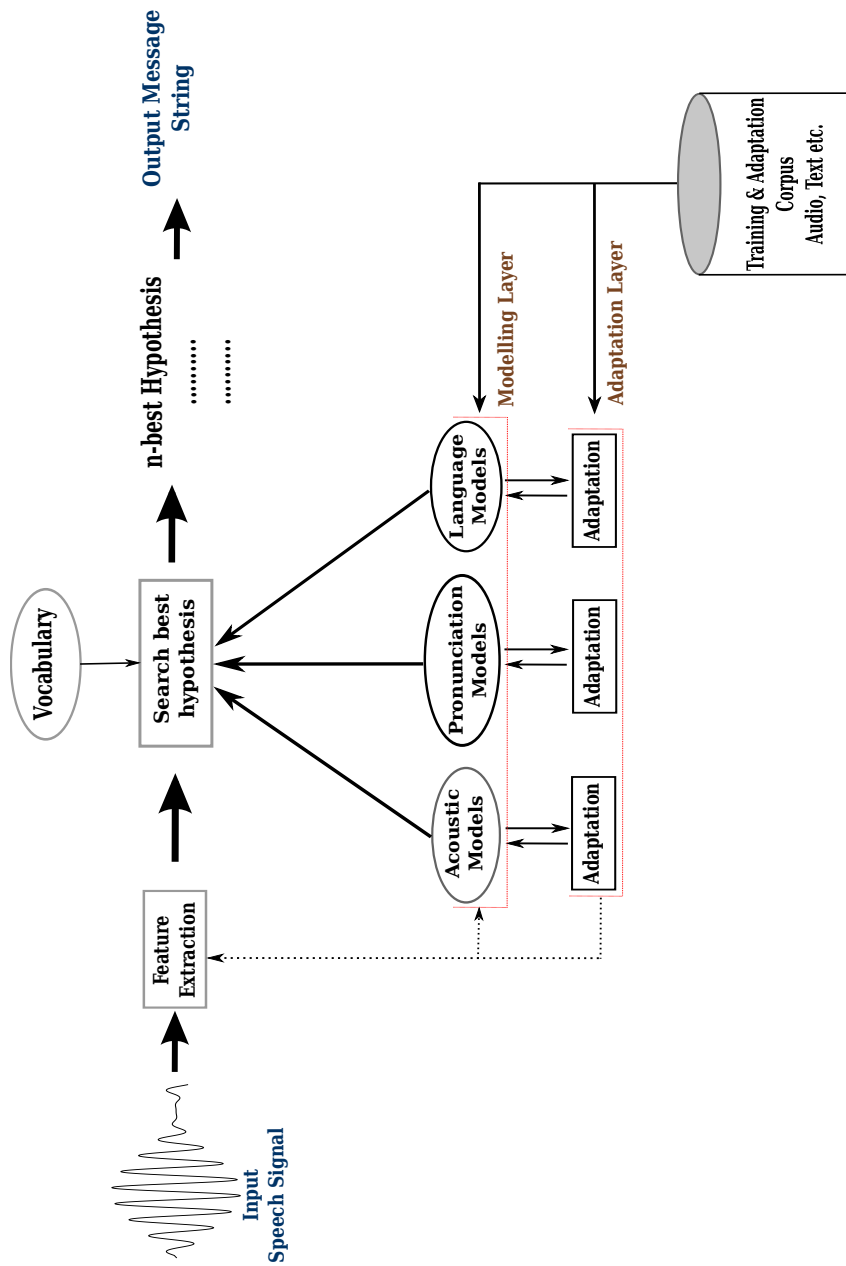 Input
Speech Signal
Feature
Extraction
Vocabulary
Search best
hypothesis
n-best Hypothesis
..........
..........
Output Message
String
Acoustic
Models
Pronunciation
Models
Language
Models
Modelling Layer
Adaptation
Adaptation
Adaptation
Adaptation Layer
Training & Adaptation
Corpus
Audio, Text etc.